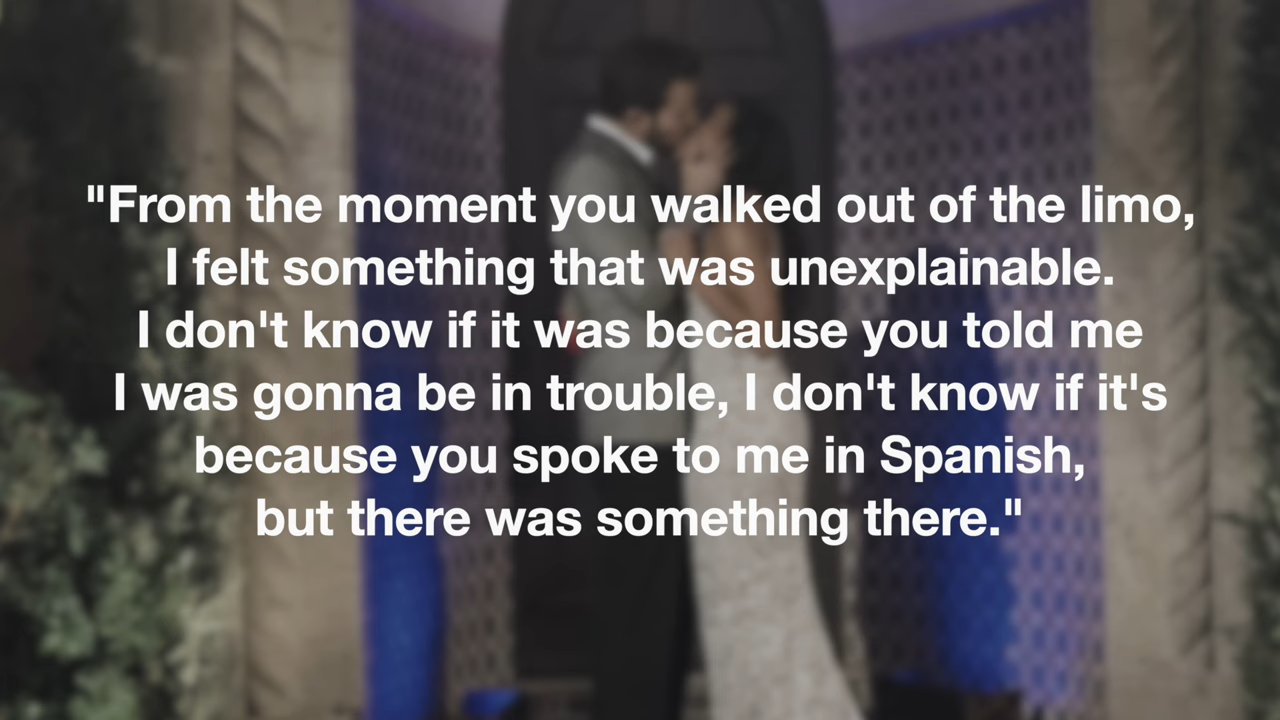 "From the moment you walked out of the limo,
I felt something that was unexplainable.
I don't know if it was because you told me
I was gonna be in trouble, I don't know if it's
because you spoke to me in Spanish,
but there was something there."